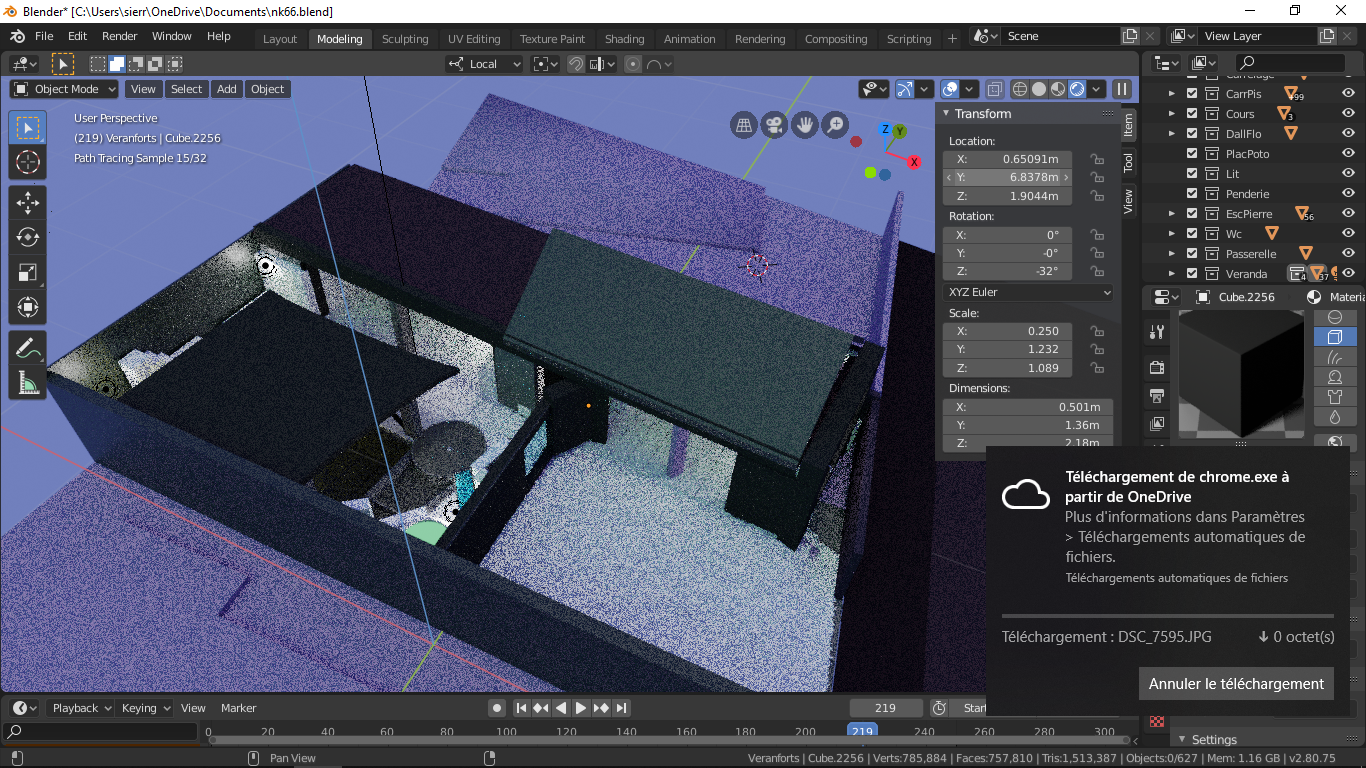 Blender* [C:\Users\sierr\OneDrive\Documents\nk66.blend]
File Edit Render Window Help
Layout Modeling Sculpting UV Editing Texture Paint Shading Animation Rendering Compositing Scripting + Scene View Layer
Local
Object Mode View Select Add Object
User Perspective
(219) Veranforts | Cube.2256
Path Tracing Sample 15/32
Z Y X
Transform
Location:
X: 0.65091m
Y: 6.8378m
Z: 1.9044m
Rotation:
X: 0°
Y: -0°
Z: -32°
XYZ Euler
Scale:
X: 0.250
Y: 1.232
Z: 1.089
Dimensions:
X: 0.501m
Y: 1.36m
Z: 2.18m
Item
Tool
View
Carrelage
CarrPis 99
Cours 3
DallFlo
PlacPoto
Lit
Penderie
EscPierre 56
Wc
Passerelle
Veranda 4 37
Cube.2256 Materia
Téléchargement de chrome.exe à
partir de OneDrive
Plus d'informations dans Paramètres
> Téléchargements automatiques de
fichiers.
Téléchargements automatiques de fichiers
Téléchargement : DSC_7595.JPG 0 octet(s)
Annuler le téléchargement
Playback Keying View Marker 219 Start
0 20 40 60 80 100 120 140 160 180 200 219 240 260 280 300
Settings
Pan View
Veranforts | Cube.2256 | Verts:785,884 | Faces:757,810 | Tris:1,513,387 | Objects:0/627 | Mem: 1.16 GB | v2.80.75